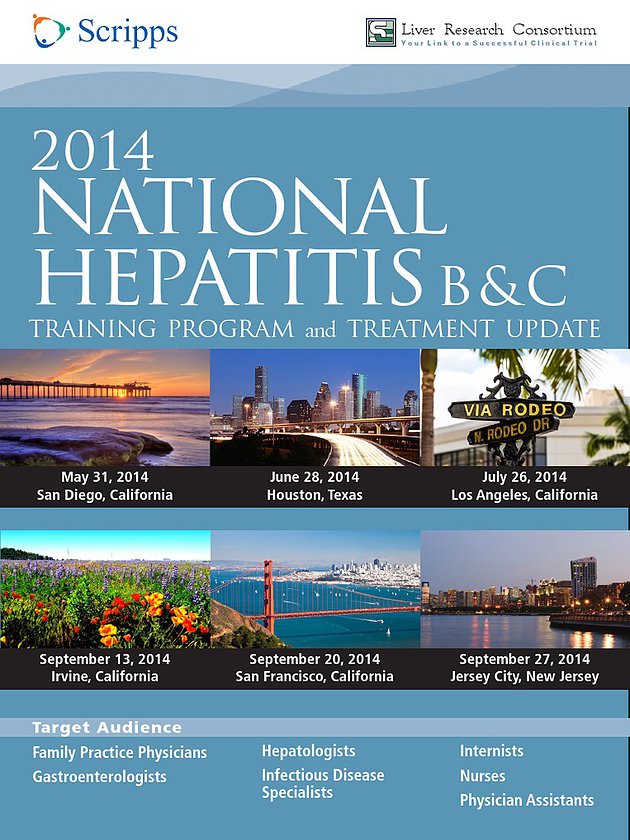 Scripps
Liver Research Consortium
Your Link to a Successful Clinical Trial
2014
NATIONAL
HEPATITIS B & C
TRAINING PROGRAM and TREATMENT UPDATE
VIA RODEO
N. RODEO DR
May 31, 2014
San Diego, California
June 28, 2014
Houston, Texas
July 26, 2014
Los Angeles, California
September 13, 2014
Irvine, California
September 20, 2014
San Francisco, California
September 27, 2014
Jersey City, New Jersey
Target Audience
Family Practice Physicians
Gastroenterologists
Hepatologists
Infectious Disease
Specialists
Internists
Nurses
Physician Assistants